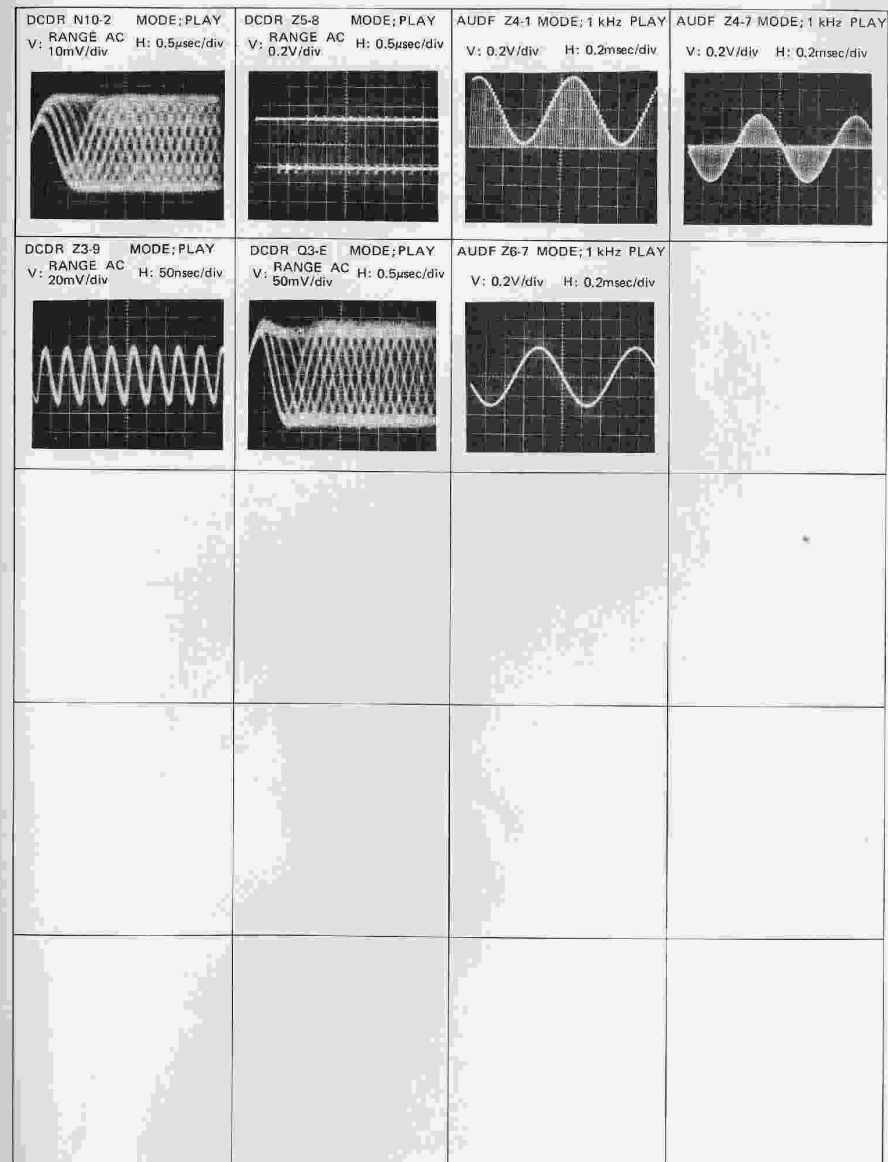 DCDR N10-2 MODE; PLAY
V: RANGE AC 10mV/div H: 0.5µsec/div
DCDR Z5-8 MODE; PLAY
V: RANGE AC 0.2V/div H: 0.5µsec/div
AUDF Z4-1 MODE; 1 kHz PLAY
V: 0.2V/div H: 0.2msec/div
AUDF Z4-7 MODE; 1 kHz PLAY
V: 0.2V/div H: 0.2msec/div
DCDR Z3-9 MODE; PLAY
V: RANGE AC 20mV/div H: 50nsec/div
DCDR Q3-E MODE; PLAY
V: RANGE AC 50mV/div H: 0.5µsec/div
AUDF Z6-7 MODE; 1 kHz PLAY
V: 0.2V/div H: 0.2msec/div